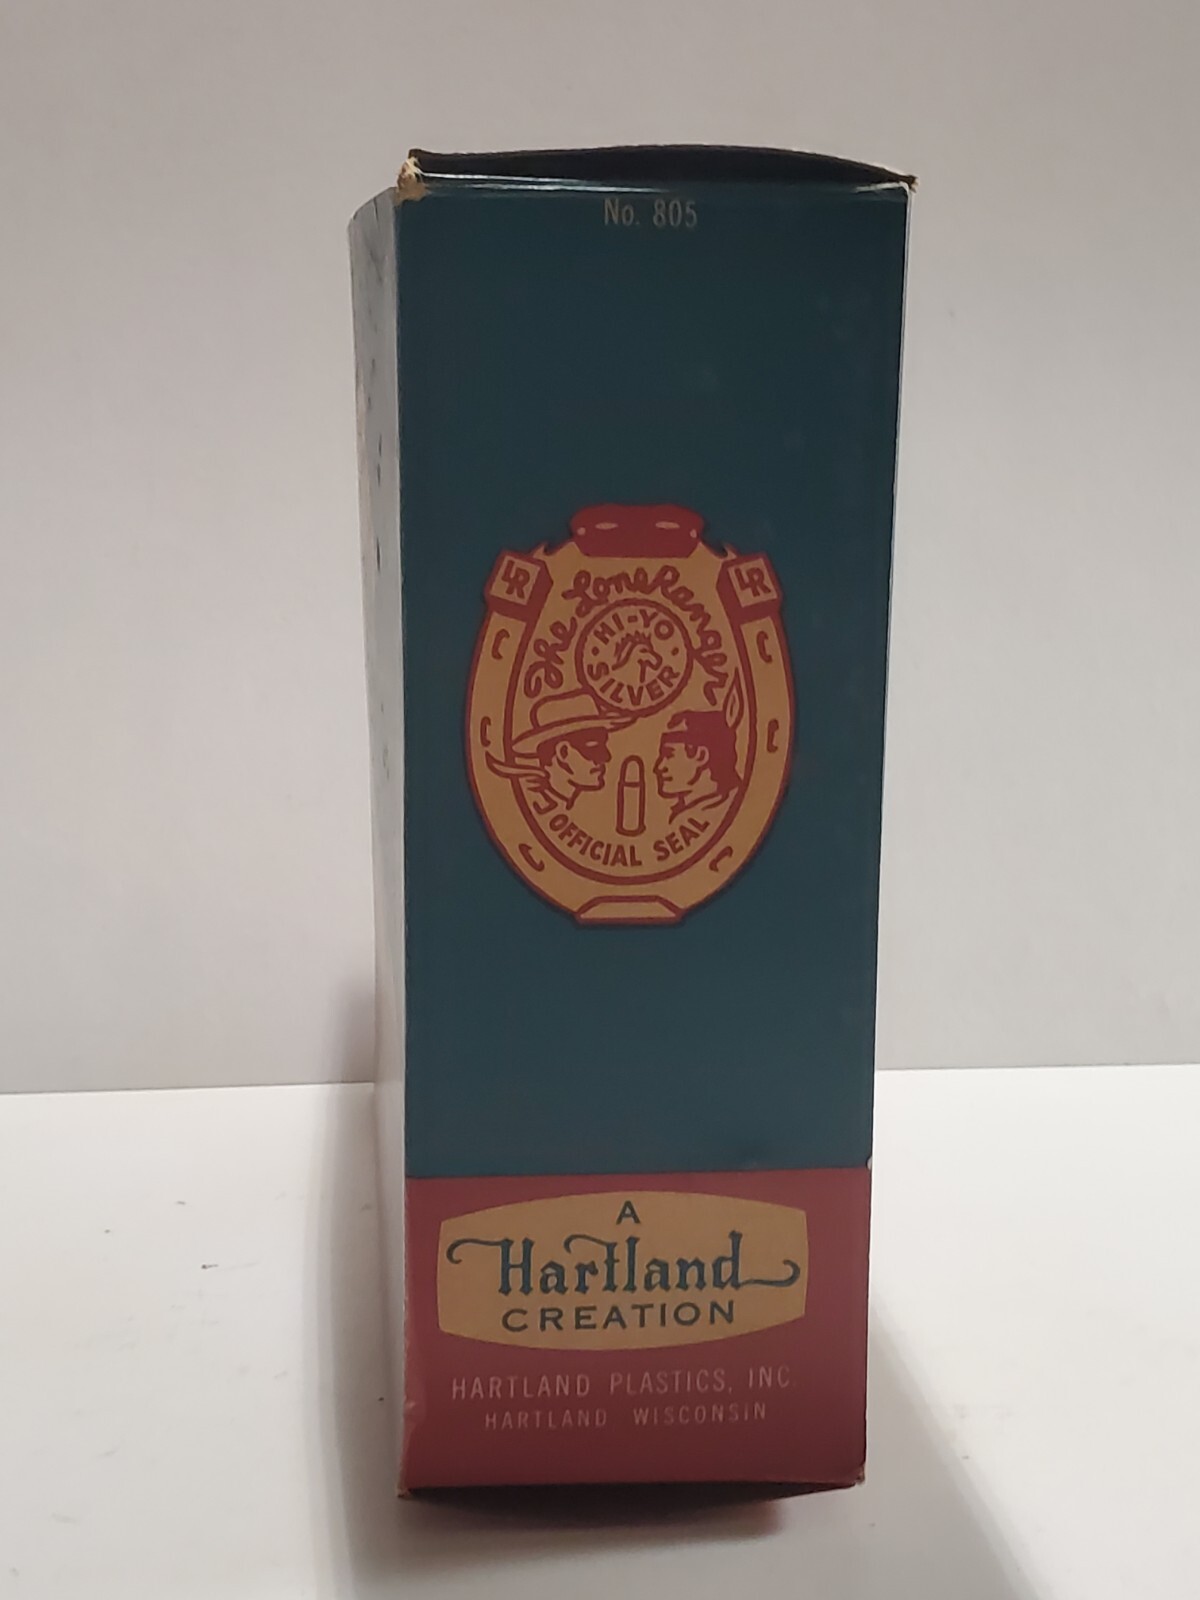 No. 805
LR
LR
The Lone Ranger
HI-YO
SILVER
OFFICIAL SEAL
A
Hartland
CREATION
HARTLAND PLASTICS, INC.
HARTLAND WISCONSIN